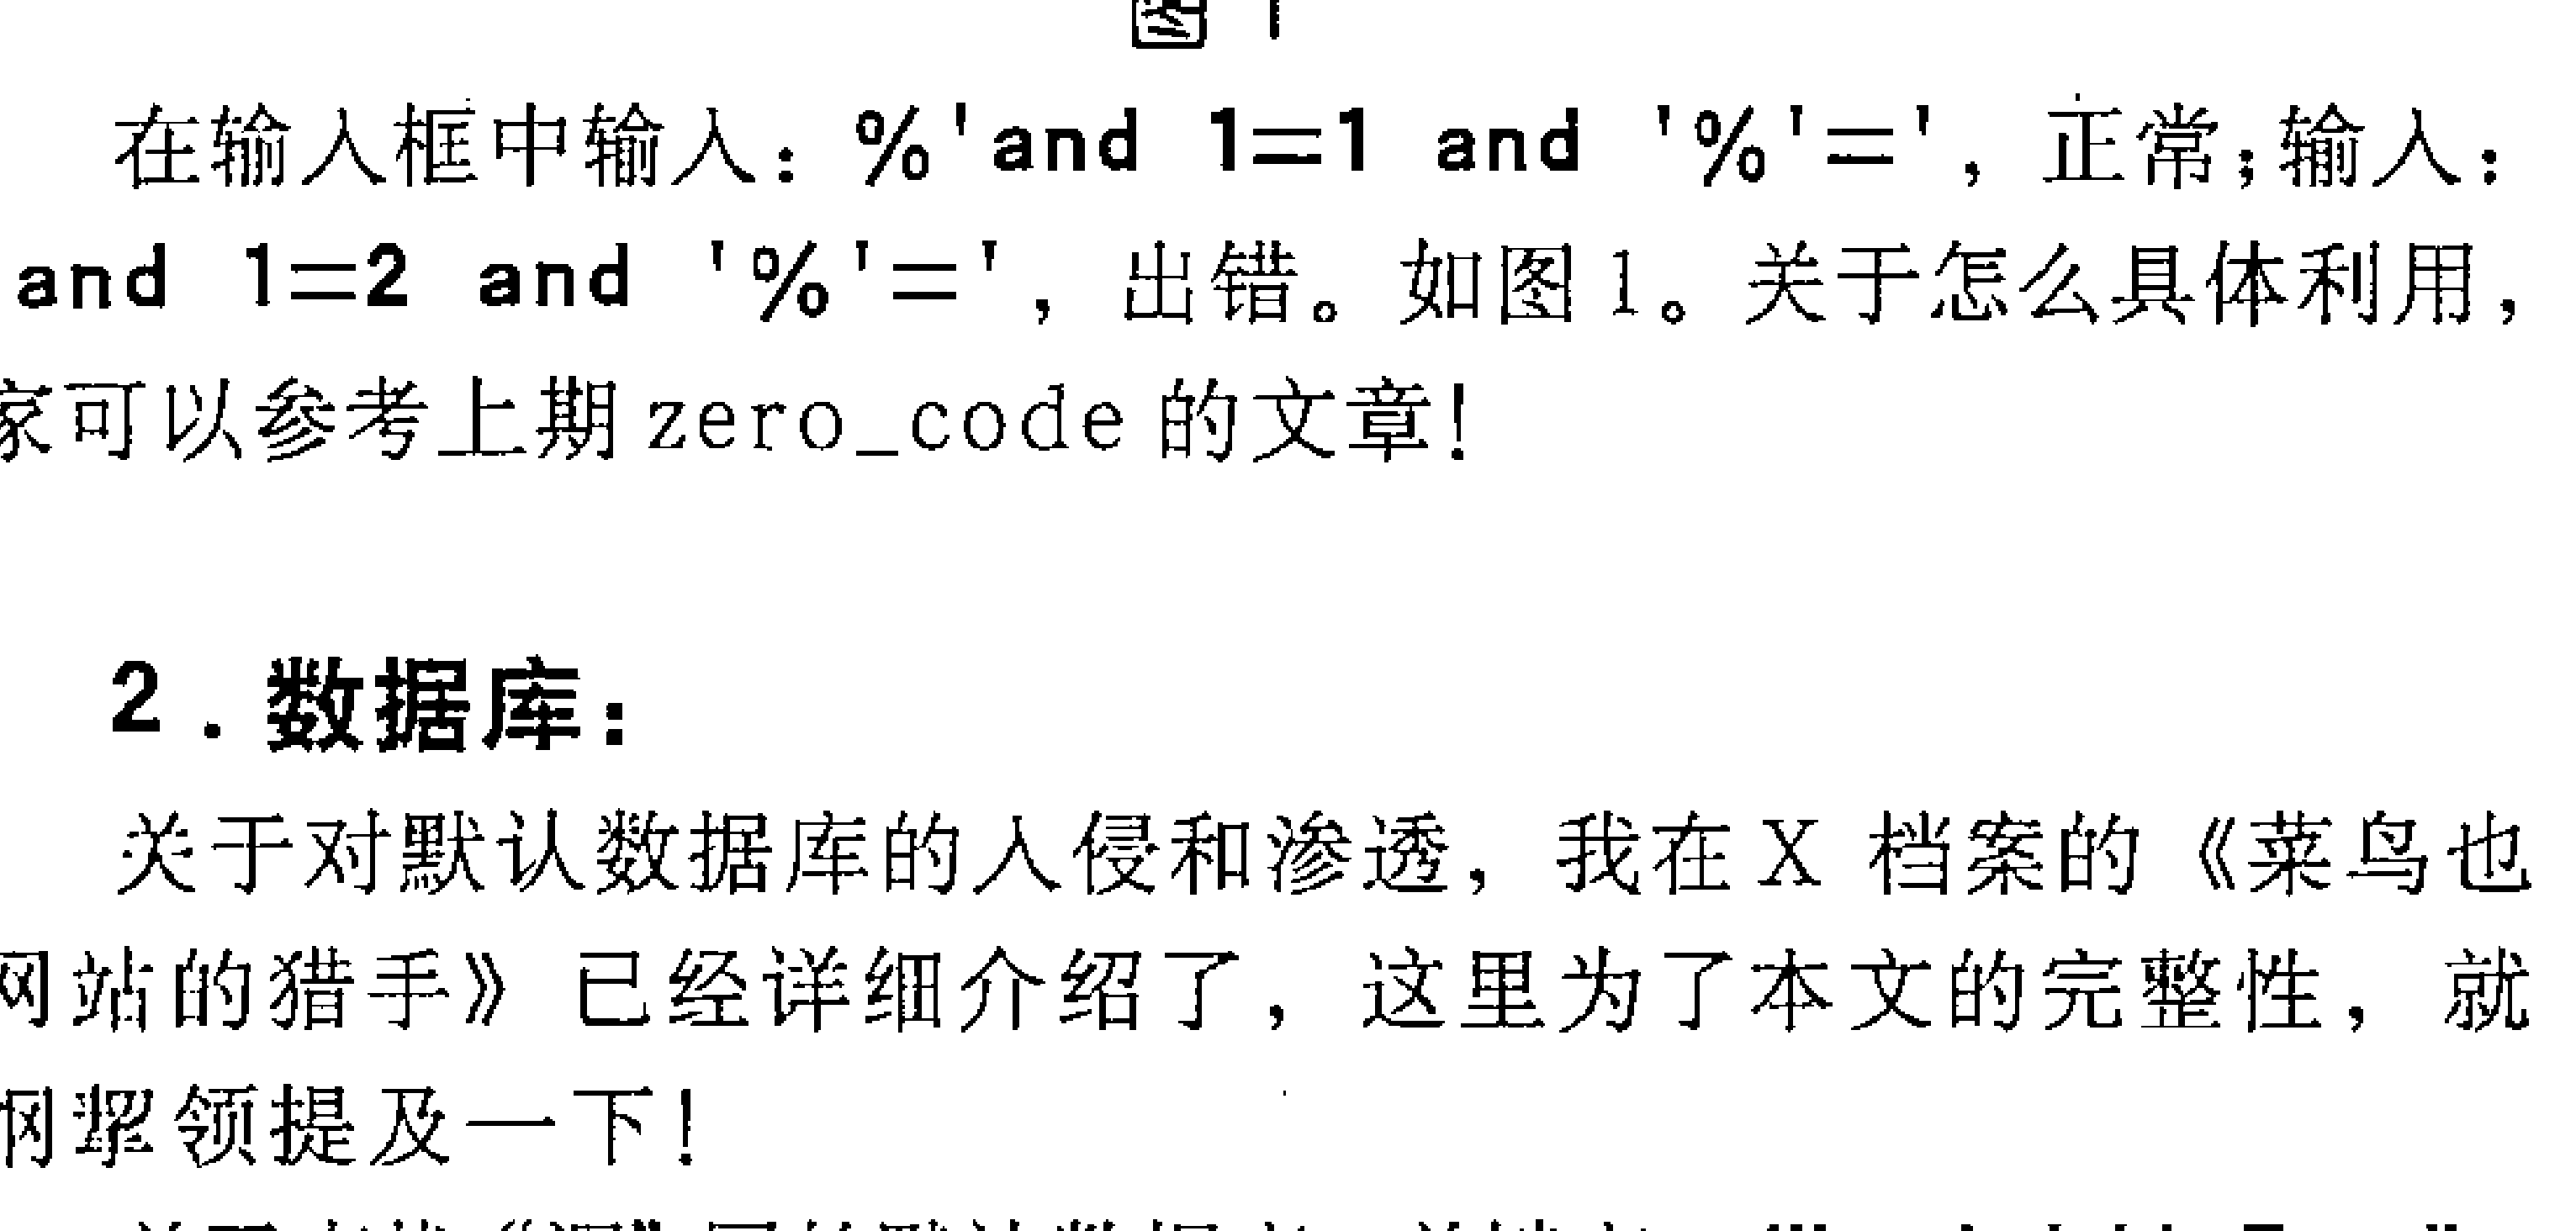 图 1
在输入框中输入：%'and 1=1 and '%'='，正常；输入：
and 1=2 and '%'='，出错。如图1。关于怎么具体利用，
家可以参考上期zero_code的文章！
2．数据库：
关于对默认数据库的入侵和渗透，我在X 档案的《菜鸟也
网站的猎手》已经详细介绍了，这里为了本文的完整性，就
领提及一下！